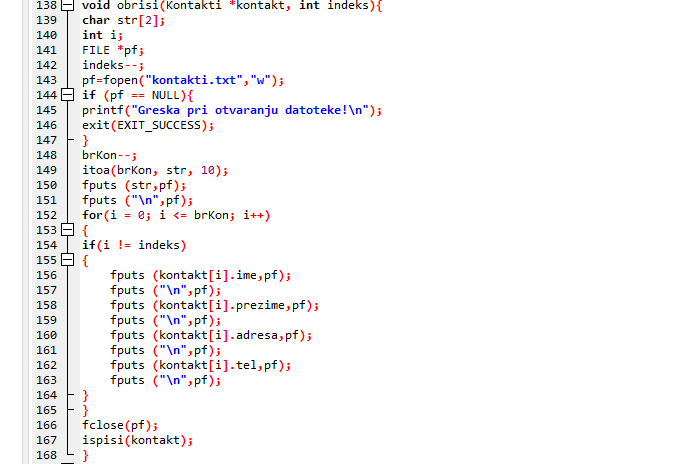 138 void obrisi(Kontakti *kontakt, int indeks){
139 char str[2];
140 int i;
141 FILE *pf;
142 indeks--;
143 pf=fopen("kontakti.txt","w");
144 if (pf == NULL){
145 printf("Greska pri otvaranju datoteke!\n");
146 exit(EXIT_SUCCESS);
147 }
148 brKon--;
149 itoa(brKon, str, 10);
150 fputs (str,pf);
151 fputs ("\n",pf);
152 for(i = 0; i <= brKon; i++)
153 {
154 if(i != indeks)
155 {
156 fputs (kontakt[i].ime,pf);
157 fputs ("\n",pf);
158 fputs (kontakt[i].prezime,pf);
159 fputs ("\n",pf);
160 fputs (kontakt[i].adresa,pf);
161 fputs ("\n",pf);
162 fputs (kontakt[i].tel,pf);
163 fputs ("\n",pf);
164 }
165 }
166 fclose(pf);
167 ispisi(kontakt);
168 }